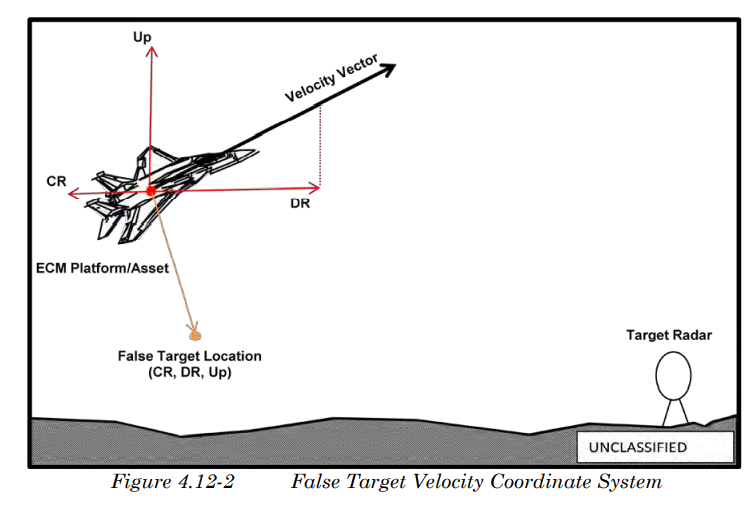 Up
Velocity Vector
CR
DR
ECM Platform/Asset
False Target Location
(CR, DR, Up)
Target Radar
UNCLASSIFIED
Figure 4.12-2 False Target Velocity Coordinate System